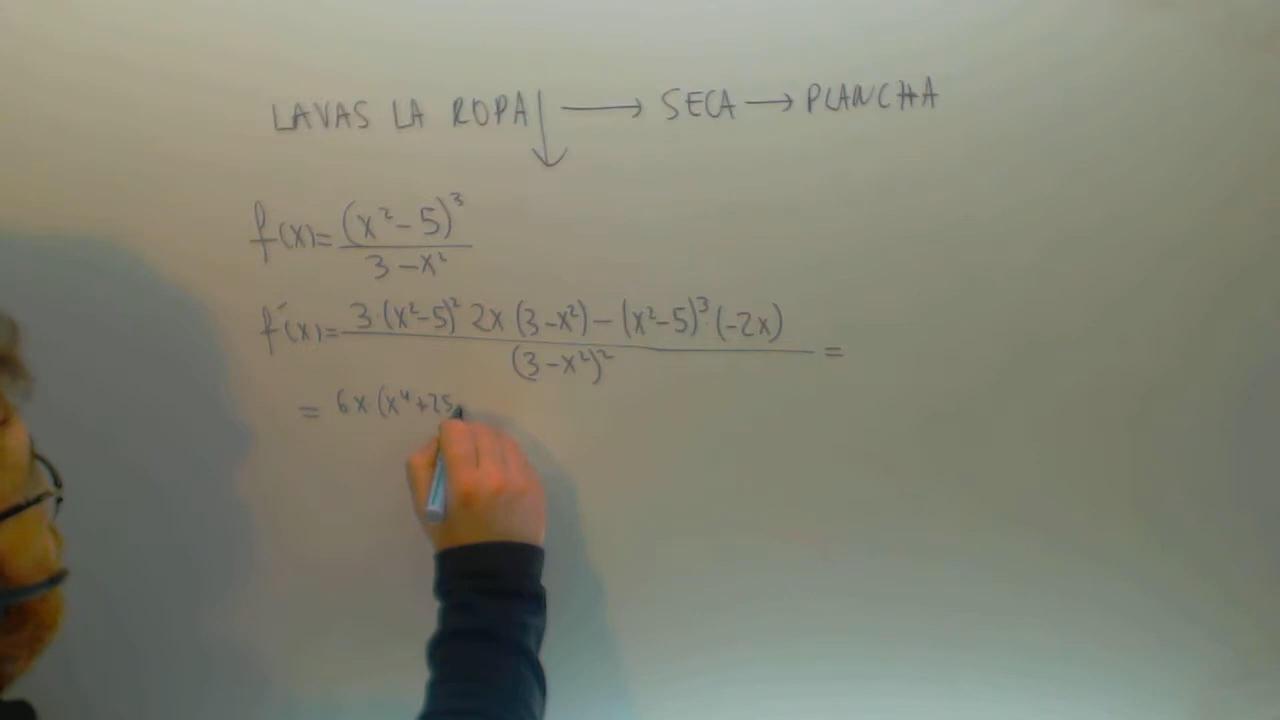 LAVAS LA ROPA ↓ → SECA → PLANCHA
f(x)= (x²-5)³ / 3-x²
f'(x)= 3·(x²-5)² 2x (3-x²) - (x²-5)³·(-2x) / (3-x²)² =
= 6x·(x⁴+25